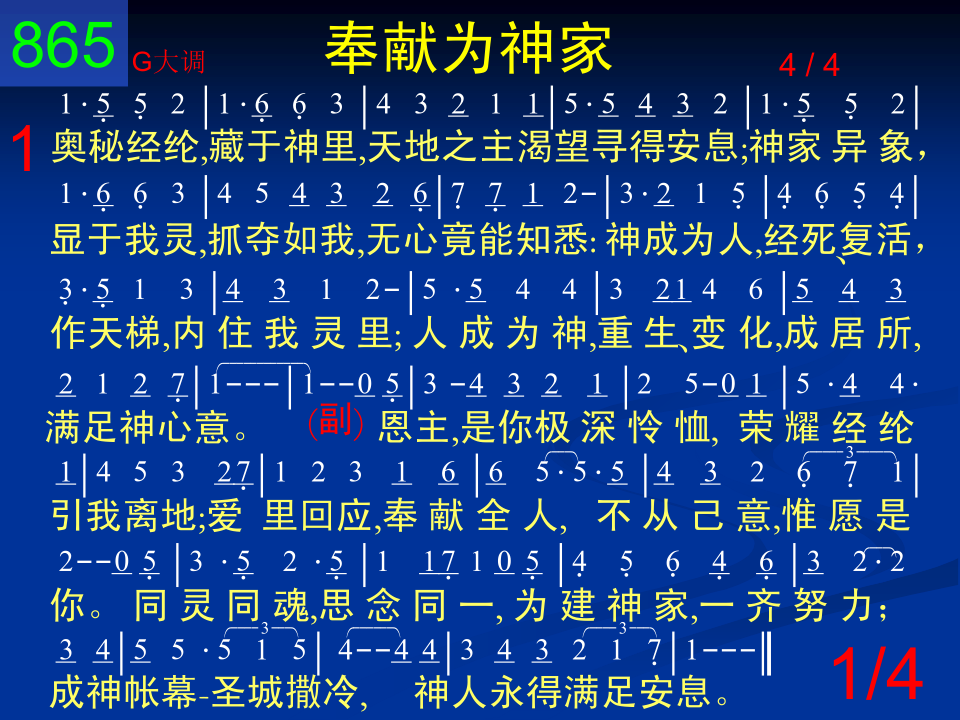 865 G大调 奉献为神家 4 / 4
1 · 5 5 2 | 1 · 6 6 3 | 4 3 2 1 1 | 5 · 5 4 3 2 | 1 · 5 5 2 |
1 奥秘经纶,藏于神里,天地之主渴望寻得安息;神家 异 象,
1 · 6 6 3 | 4 5 4 3 2 6 | 7 7 1 2 - | 3 · 2 1 5 | 4 6 5 4 |
显于我灵,抓夺如我,无心竟能知悉: 神成为人,经死、复活,
3 · 5 1 3 | 4 3 1 2 - | 5 · 5 4 4 | 3 2 1 4 6 | 5 4 3
作天梯,内 住 我 灵 里; 人 成 为 神,重 生、变 化,成 居 所,
2 1 2 7 | 1 - - - | 1 - - 0 5 | 3 - 4 3 2 1 | 2 5 - 0 1 | 5 · 4 4 ·
满足神心意。 (副) 恩主,是你极 深 怜 恤, 荣 耀 经 纶
1 | 4 5 3 2 7 | 1 2 3 1 6 | 6 5 · 5 · 5 | 4 3 2 6 7 1 | 3
引我离地;爱 里回应,奉 献 全 人, 不 从 己 意,惟 愿 是
2 - - 0 5 | 3 · 5 2 · 5 | 1 1 7 1 0 5 | 4 5 6 4 6 | 3 2 · 2
你。 同 灵 同 魂,思 念 同 一, 为 建 神 家,一 齐 努 力;
3 4 | 5 5 · 5 1 5 | 4 - - 4 4 | 3 4 3 2 1 7 | 1 - - - ‖ 3 3
成神帐幕-圣城撒冷, 神人永得满足安息。
1/4